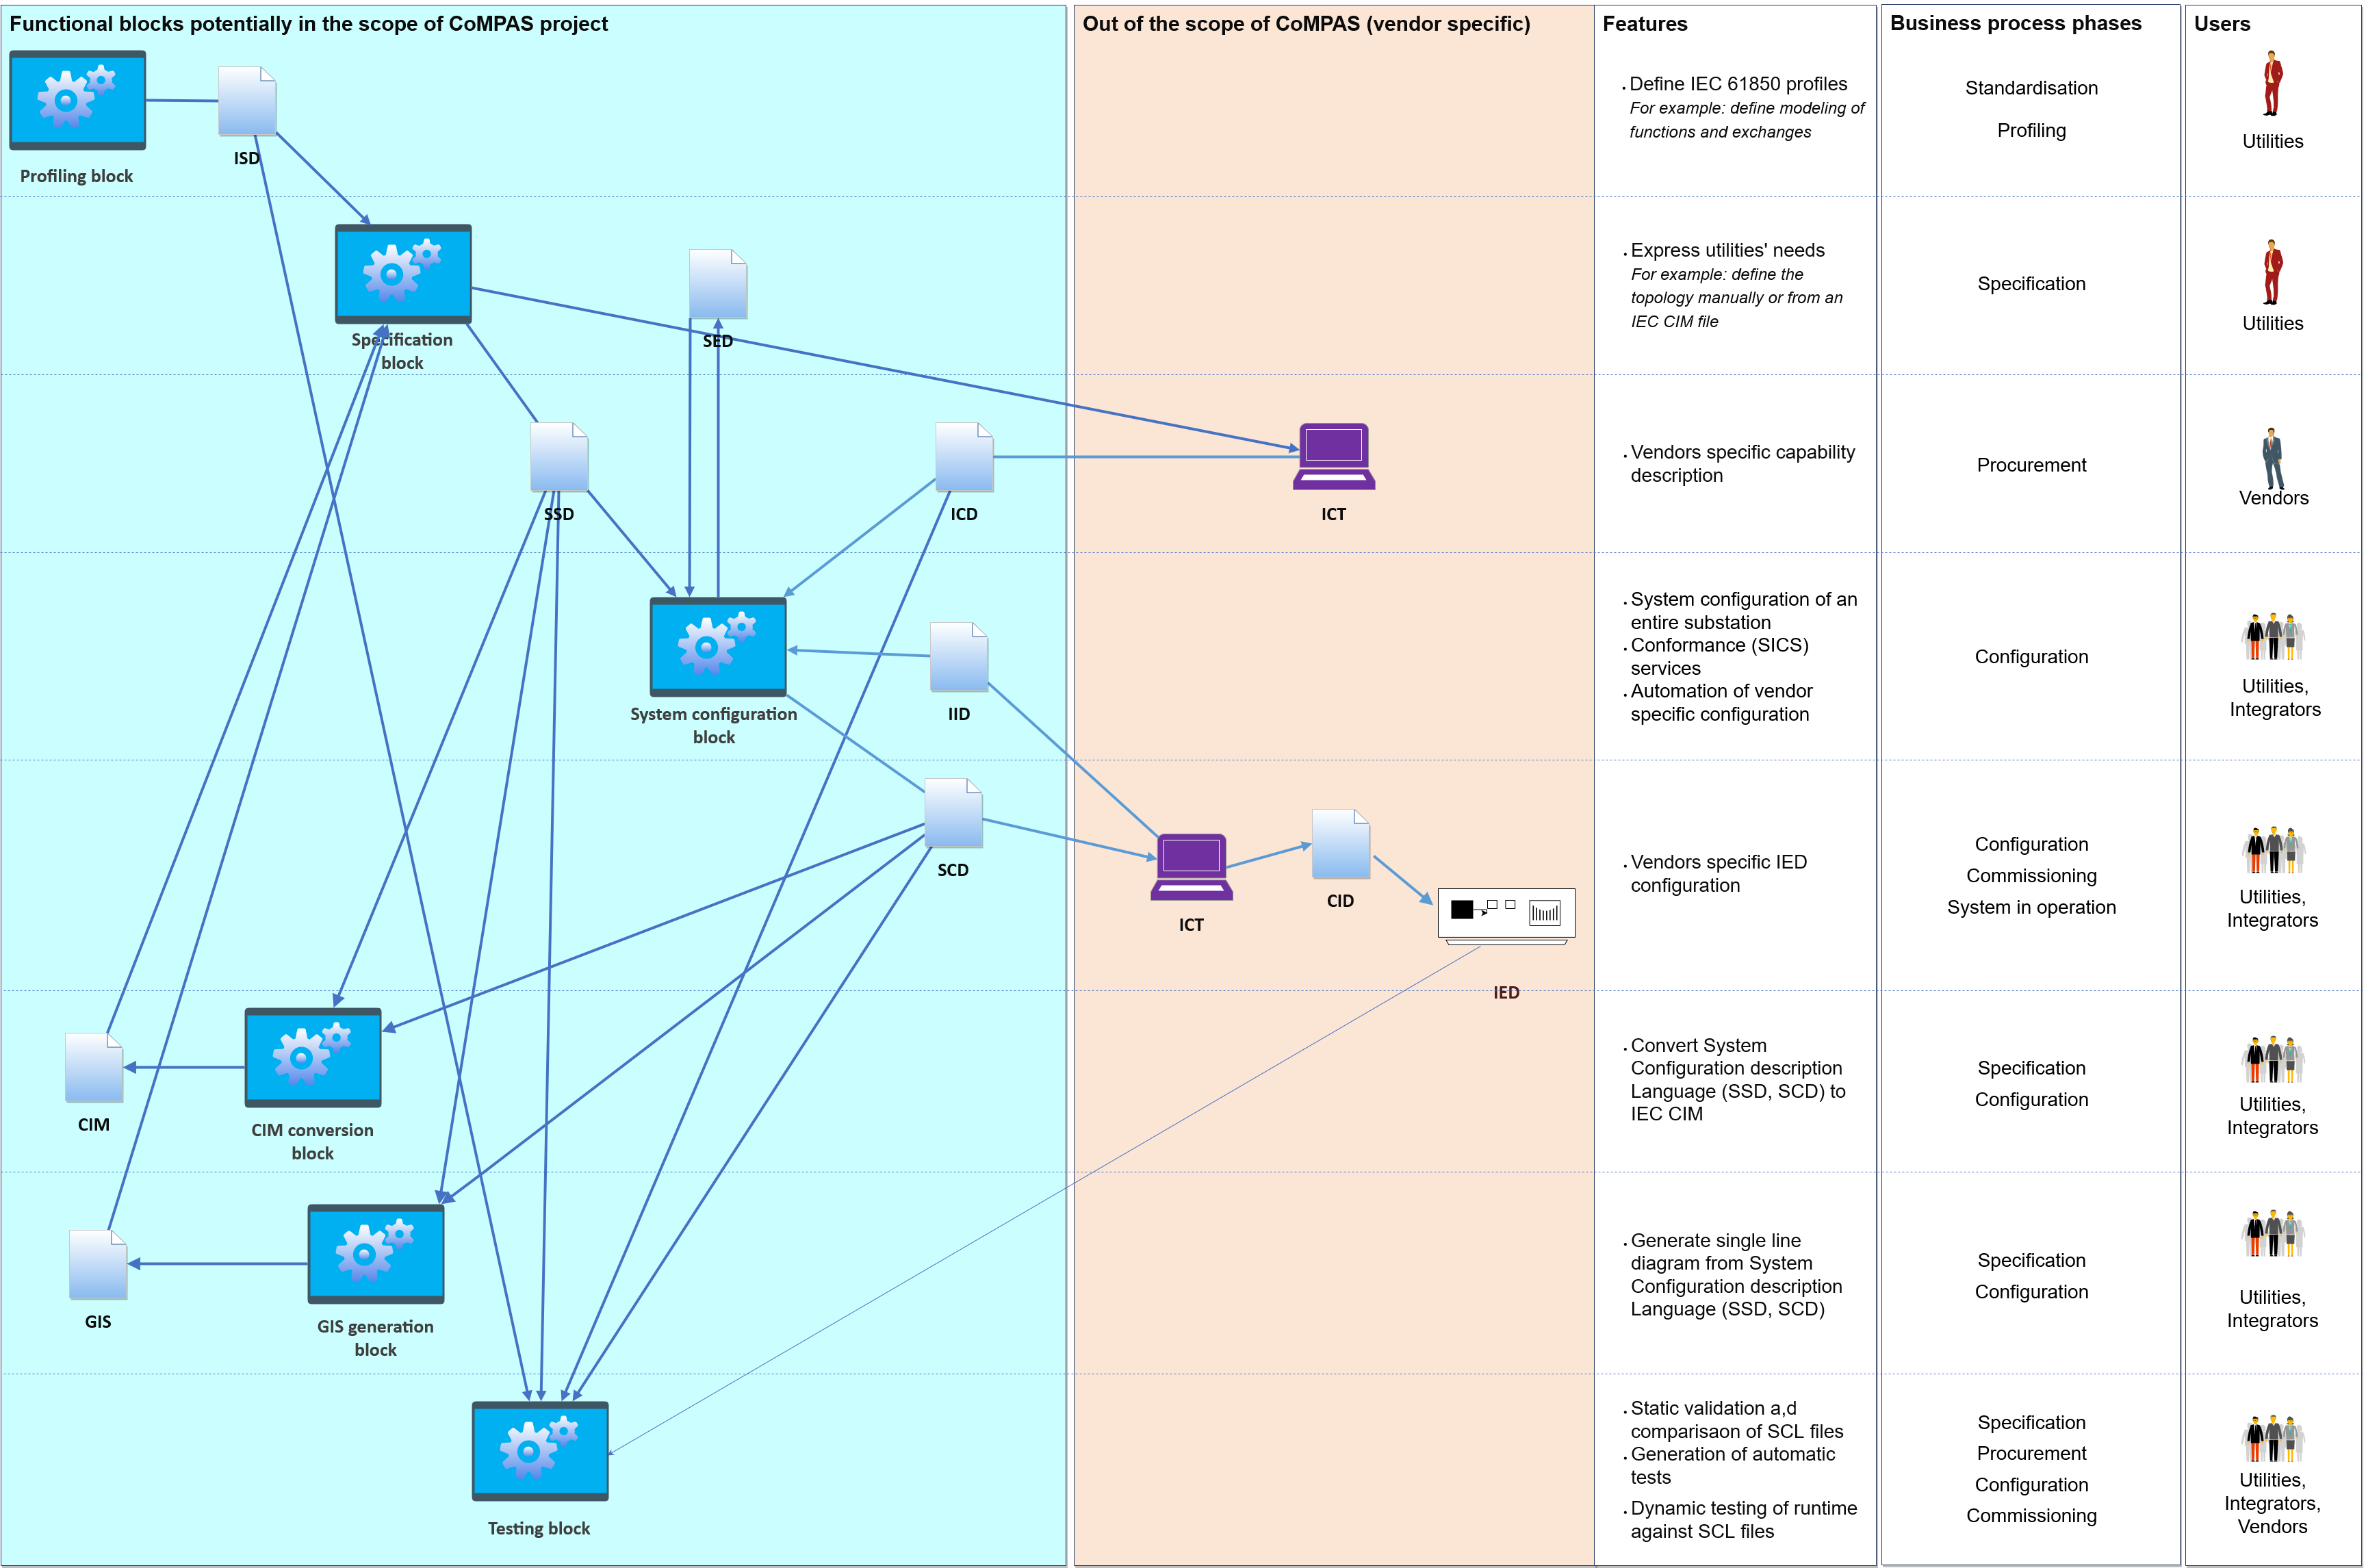 Functional blocks potentially in the scope of CoMPAS project
Out of the scope of CoMPAS (vendor specific)
Features
Business process phases
Users
Profiling block
ISD
. Define IEC 61850 profiles
For example: define modeling of
functions and exchanges
Standardisation
Profiling
Utilities
Specification
block
SED
. Express utilities' needs
For example: define the
topology manually or from an
IEC CIM file
Specification
Utilities
SSD
ICD
ICT
. Vendors specific capability
description
Procurement
Vendors
System configuration
block
IID
. System configuration of an
entire substation
. Conformance (SICS)
services
. Automation of vendor
specific configuration
Configuration
Utilities,
Integrators
SCD
ICT
CID
IED
. Vendors specific IED
configuration
Configuration
Commissioning
System in operation
Utilities,
Integrators
CIM
CIM conversion
block
. Convert System
Configuration description
Language (SSD, SCD) to
IEC CIM
Specification
Configuration
Utilities,
Integrators
GIS
GIS generation
block
. Generate single line
diagram from System
Configuration description
Language (SSD, SCD)
Specification
Configuration
Utilities,
Integrators
Testing block
. Static validation a,d
comparisaon of SCL files
. Generation of automatic
tests
. Dynamic testing of runtime
against SCL files
Specification
Procurement
Configuration
Commissioning
Utilities,
Integrators,
Vendors